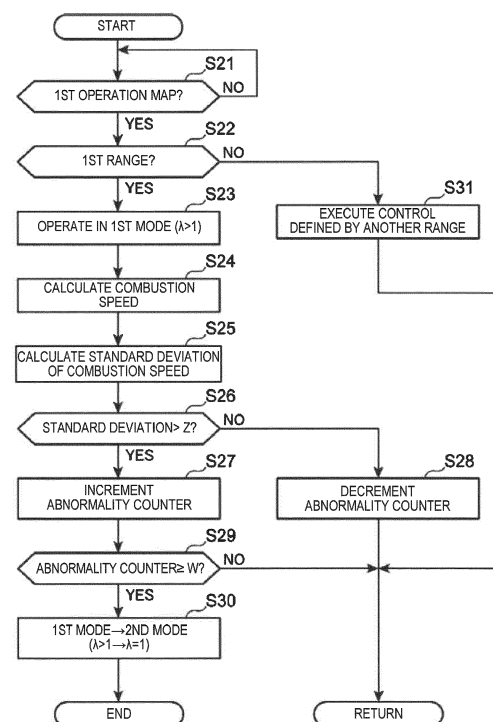 START
S21
1ST OPERATION MAP?
NO
YES
S22
1ST RANGE?
NO
YES
S23
OPERATE IN 1ST MODE (λ>1)
S31
EXECUTE CONTROL
DEFINED BY ANOTHER RANGE
S24
CALCULATE COMBUSTION
SPEED
S25
CALCULATE STANDARD DEVIATION
OF COMBUSTION SPEED
S26
STANDARD DEVIATION> Z?
NO
YES
S27
INCREMENT
ABNORMALITY COUNTER
S28
DECREMENT
ABNORMALITY COUNTER
S29
ABNORMALITY COUNTER≥ W?
NO
YES
S30
1ST MODE→2ND MODE
(λ>1→λ=1)
END
RETURN